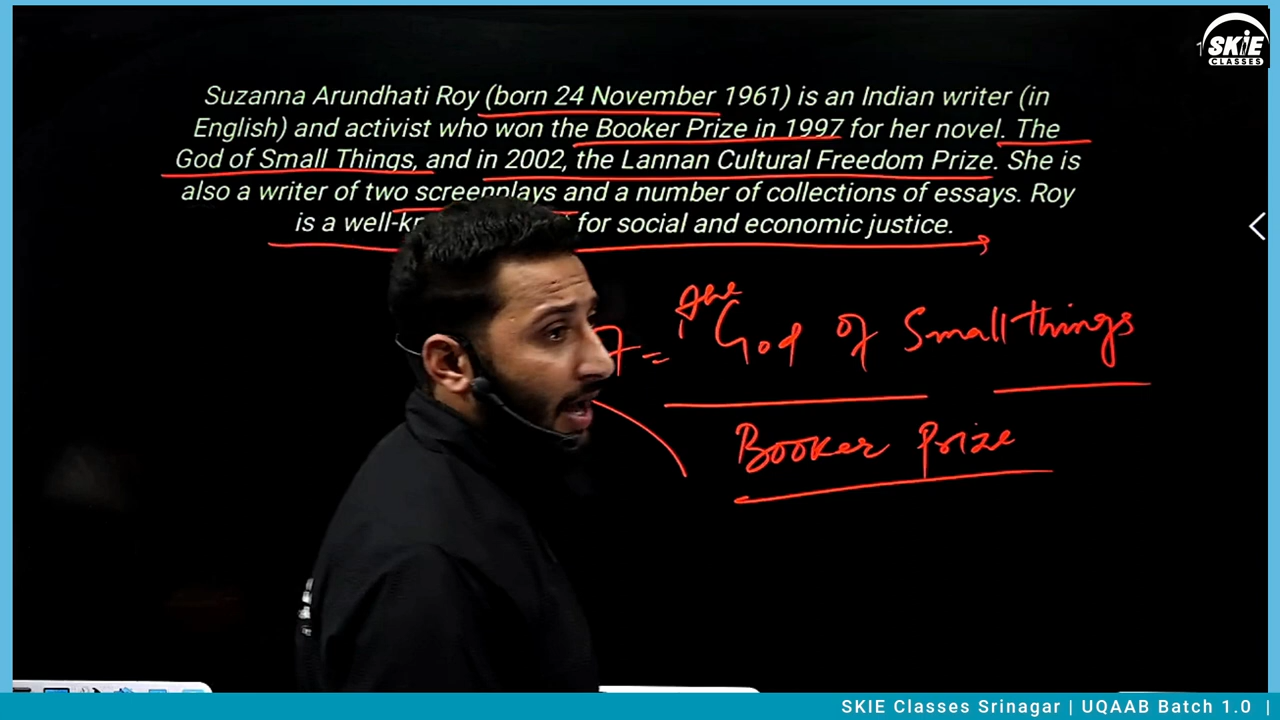 SKIE
CLASSES
Suzanna Arundhati Roy (born 24 November 1961) is an Indian writer (in
English) and activist who won the Booker Prize in 1997 for her novel. The
God of Small Things, and in 2002, the Lannan Cultural Freedom Prize. She is
also a writer of two screenplays and a number of collections of essays. Roy
is a well- for social and economic justice.
the
7 = God of Small things
Booker Prize
SKIE Classes Srinagar | UQAAB Batch 1.0 |